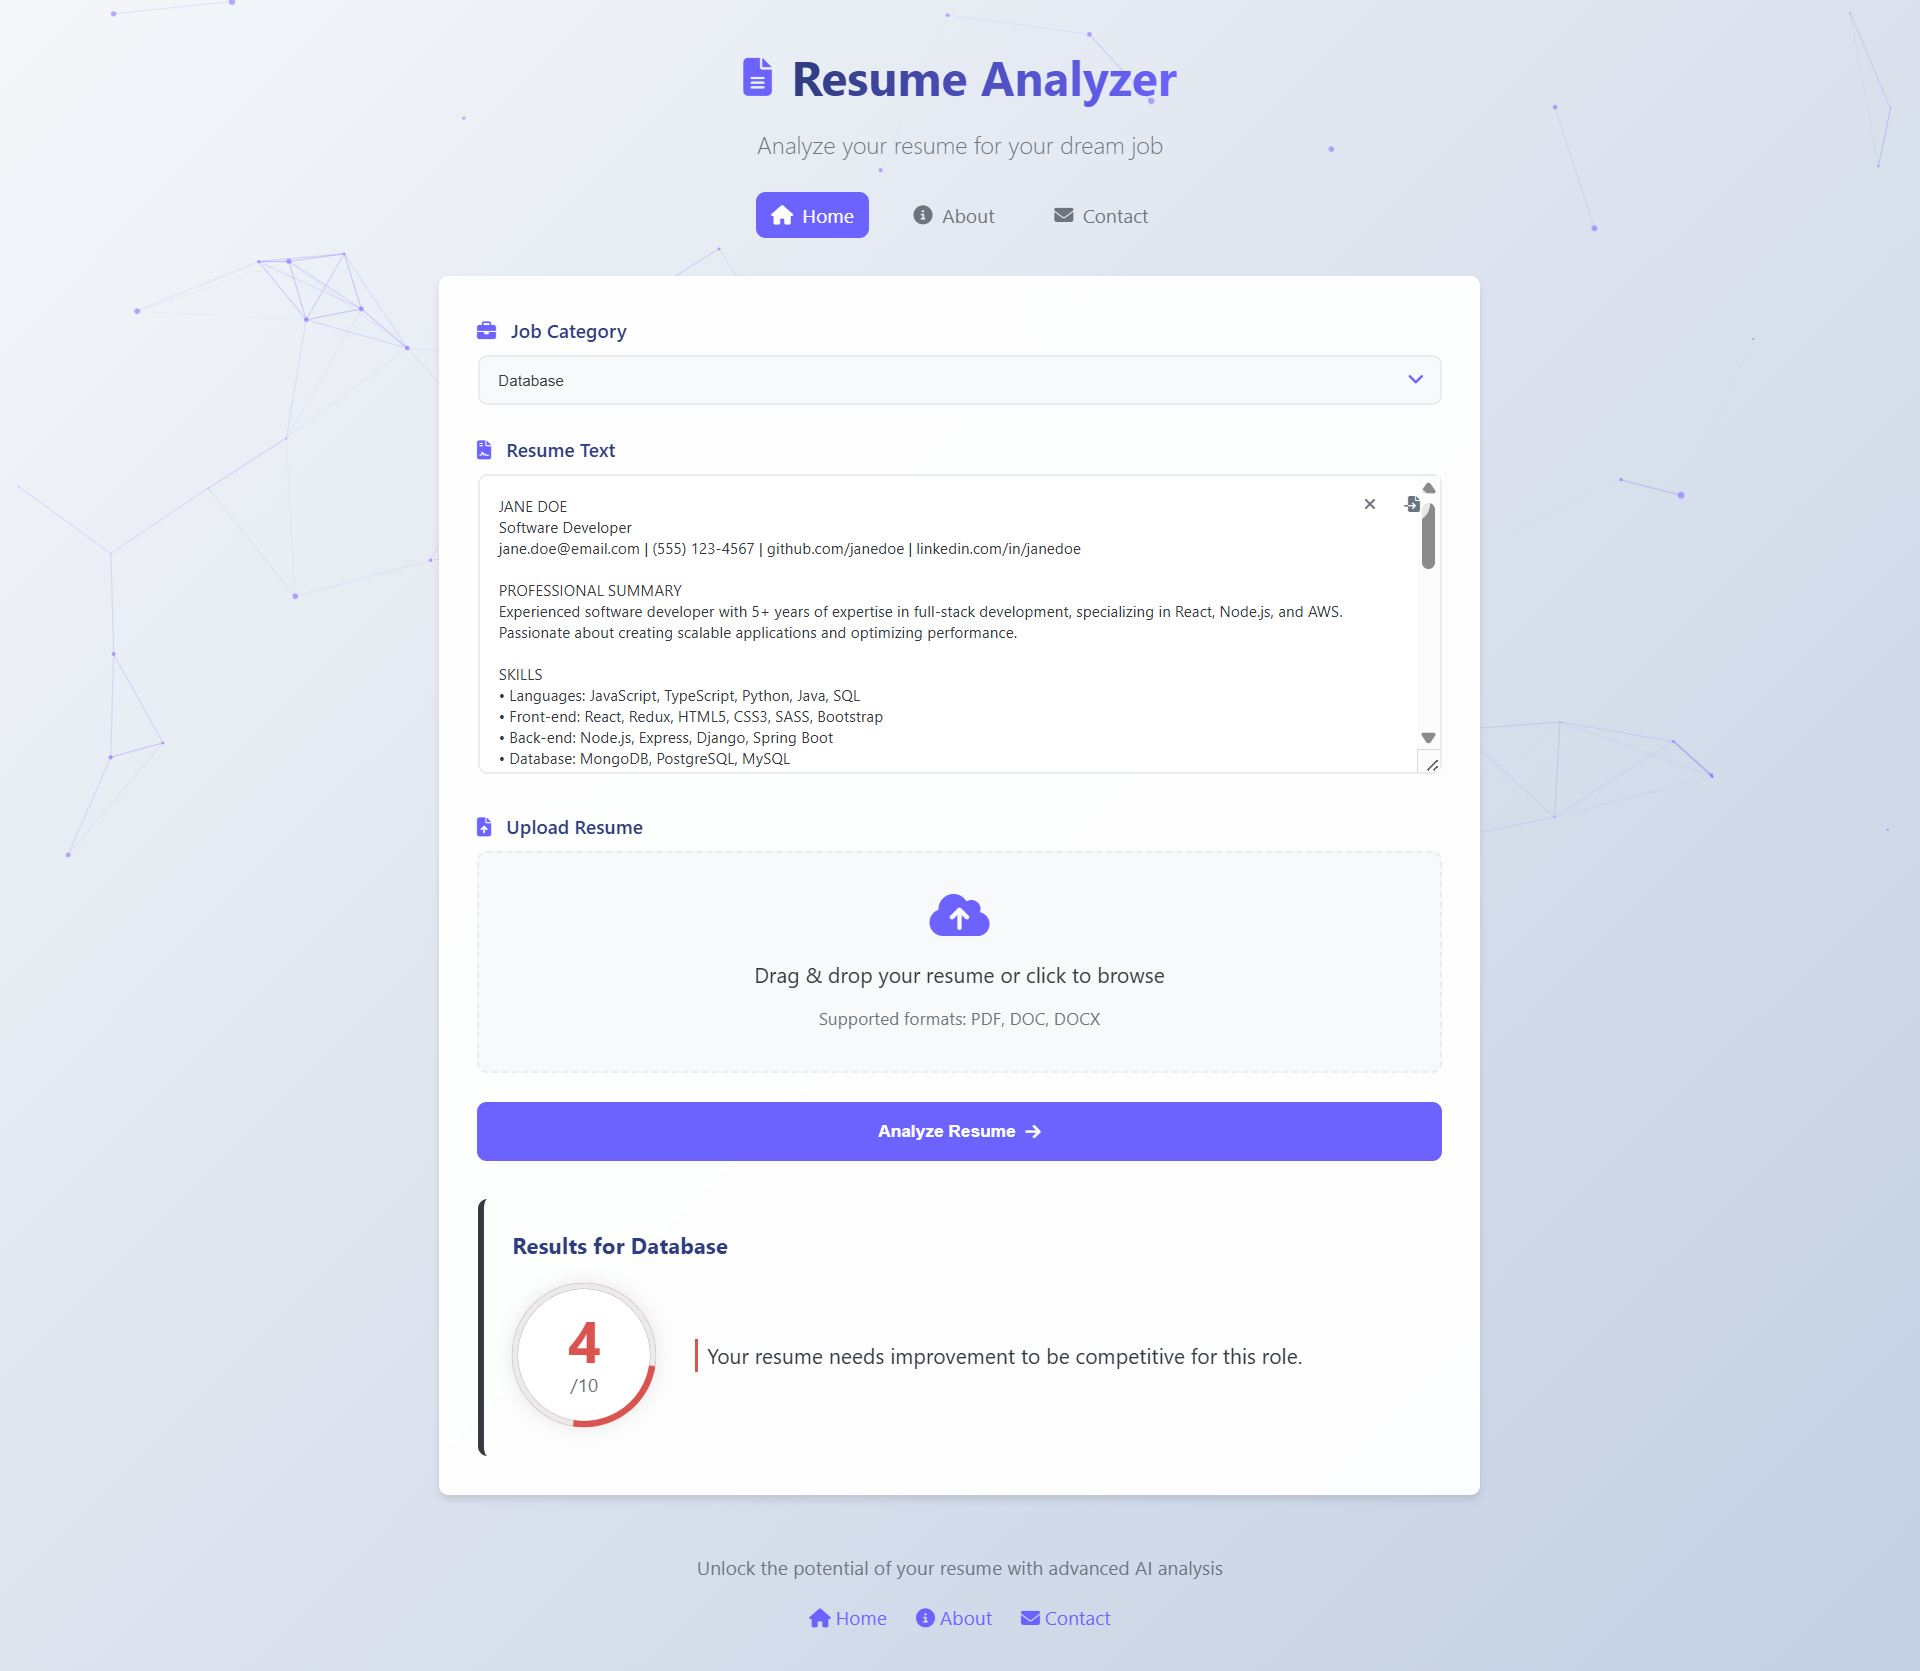 Resume Analyzer
Analyze your resume for your dream job
Home
About
Contact
Job Category
Database
Resume Text
JANE DOE
Software Developer
jane.doe@email.com | (555) 123-4567 | github.com/janedoe | linkedin.com/in/janedoe
PROFESSIONAL SUMMARY
Experienced software developer with 5+ years of expertise in full-stack development, specializing in React, Node.js, and AWS.
Passionate about creating scalable applications and optimizing performance.
SKILLS
• Languages: JavaScript, TypeScript, Python, Java, SQL
• Front-end: React, Redux, HTML5, CSS3, SASS, Bootstrap
• Back-end: Node.js, Express, Django, Spring Boot
• Database: MongoDB, PostgreSQL, MySQL
Upload Resume
Drag & drop your resume or click to browse
Supported formats: PDF, DOC, DOCX
Analyze Resume
Results for Database
4
/10
Your resume needs improvement to be competitive for this role.
Unlock the potential of your resume with advanced AI analysis
Home
About
Contact